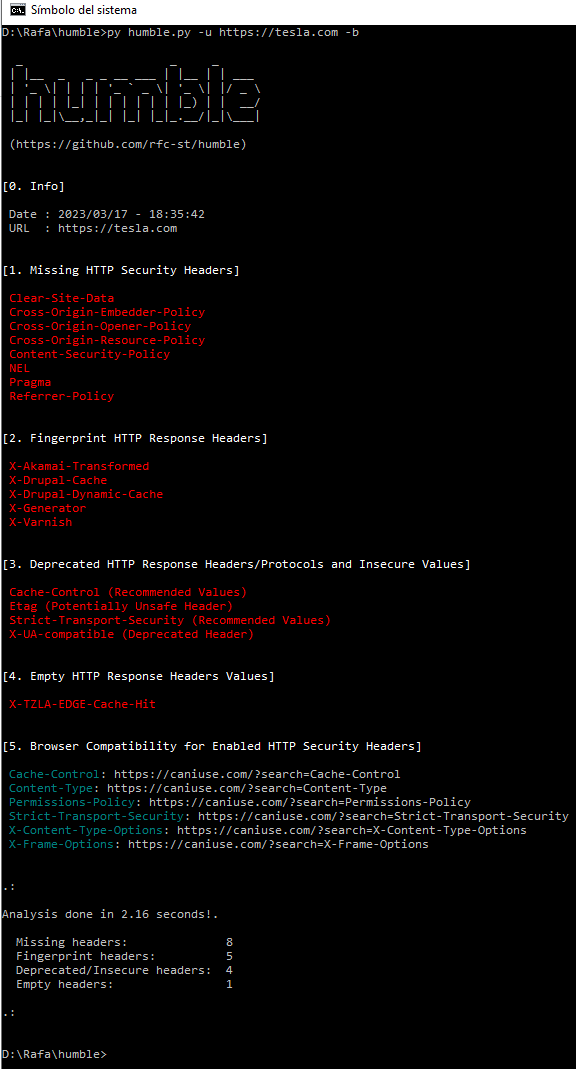 Símbolo del sistema
D:\Rafa\humble>py humble.py -u https://tesla.com -b
humble
(https://github.com/rfc-st/humble)
[0. Info]
Date : 2023/03/17 - 18:35:42
URL  : https://tesla.com
[1. Missing HTTP Security Headers]
Clear-Site-Data
Cross-Origin-Embedder-Policy
Cross-Origin-Opener-Policy
Cross-Origin-Resource-Policy
Content-Security-Policy
NEL
Pragma
Referrer-Policy
[2. Fingerprint HTTP Response Headers]
X-Akamai-Transformed
X-Drupal-Cache
X-Drupal-Dynamic-Cache
X-Generator
X-Varnish
[3. Deprecated HTTP Response Headers/Protocols and Insecure Values]
Cache-Control (Recommended Values)
Etag (Potentially Unsafe Header)
Strict-Transport-Security (Recommended Values)
X-UA-compatible (Deprecated Header)
[4. Empty HTTP Response Headers Values]
X-TZLA-EDGE-Cache-Hit
[5. Browser Compatibility for Enabled HTTP Security Headers]
Cache-Control: https://caniuse.com/?search=Cache-Control
Content-Type: https://caniuse.com/?search=Content-Type
Permissions-Policy: https://caniuse.com/?search=Permissions-Policy
Strict-Transport-Security: https://caniuse.com/?search=Strict-Transport-Security
X-Content-Type-Options: https://caniuse.com/?search=X-Content-Type-Options
X-Frame-Options: https://caniuse.com/?search=X-Frame-Options
.:
Analysis done in 2.16 seconds!.
Missing headers:              8
Fingerprint headers:          5
Deprecated/Insecure headers:  4
Empty headers:                1
.:
D:\Rafa\humble>